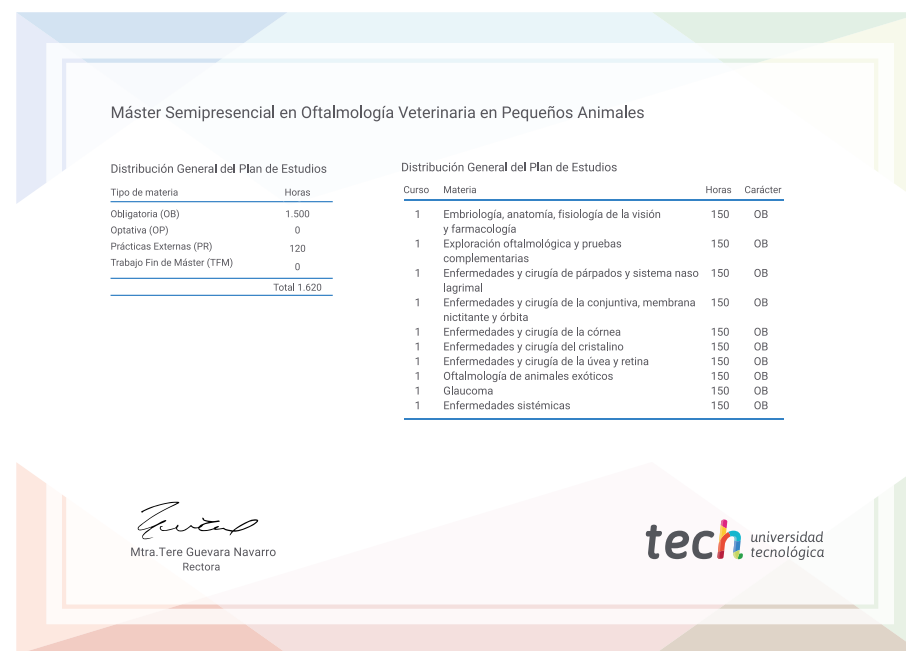 Máster Semipresencial en Oftalmología Veterinaria en Pequeños Animales
Distribución General del Plan de Estudios
Tipo de materia Horas
Obligatoria (OB) 1.500
Optativa (OP) 0
Prácticas Externas (PR) 120
Trabajo Fin de Máster (TFM) 0
Total 1.620
Distribución General del Plan de Estudios
Curso Materia Horas Carácter
1 Embriología, anatomía, fisiología de la visión 150 OB
y farmacología
1 Exploración oftalmológica y pruebas 150 OB
complementarias
1 Enfermedades y cirugía de párpados y sistema naso 150 OB
lagrimal
1 Enfermedades y cirugía de la conjuntiva, membrana 150 OB
nictitante y órbita
1 Enfermedades y cirugía de la córnea 150 OB
1 Enfermedades y cirugía del cristalino 150 OB
1 Enfermedades y cirugía de la úvea y retina 150 OB
1 Oftalmología de animales exóticos 150 OB
1 Glaucoma 150 OB
1 Enfermedades sistémicas 150 OB
Mtra.Tere Guevara Navarro
Rectora
tech universidad
tecnológica